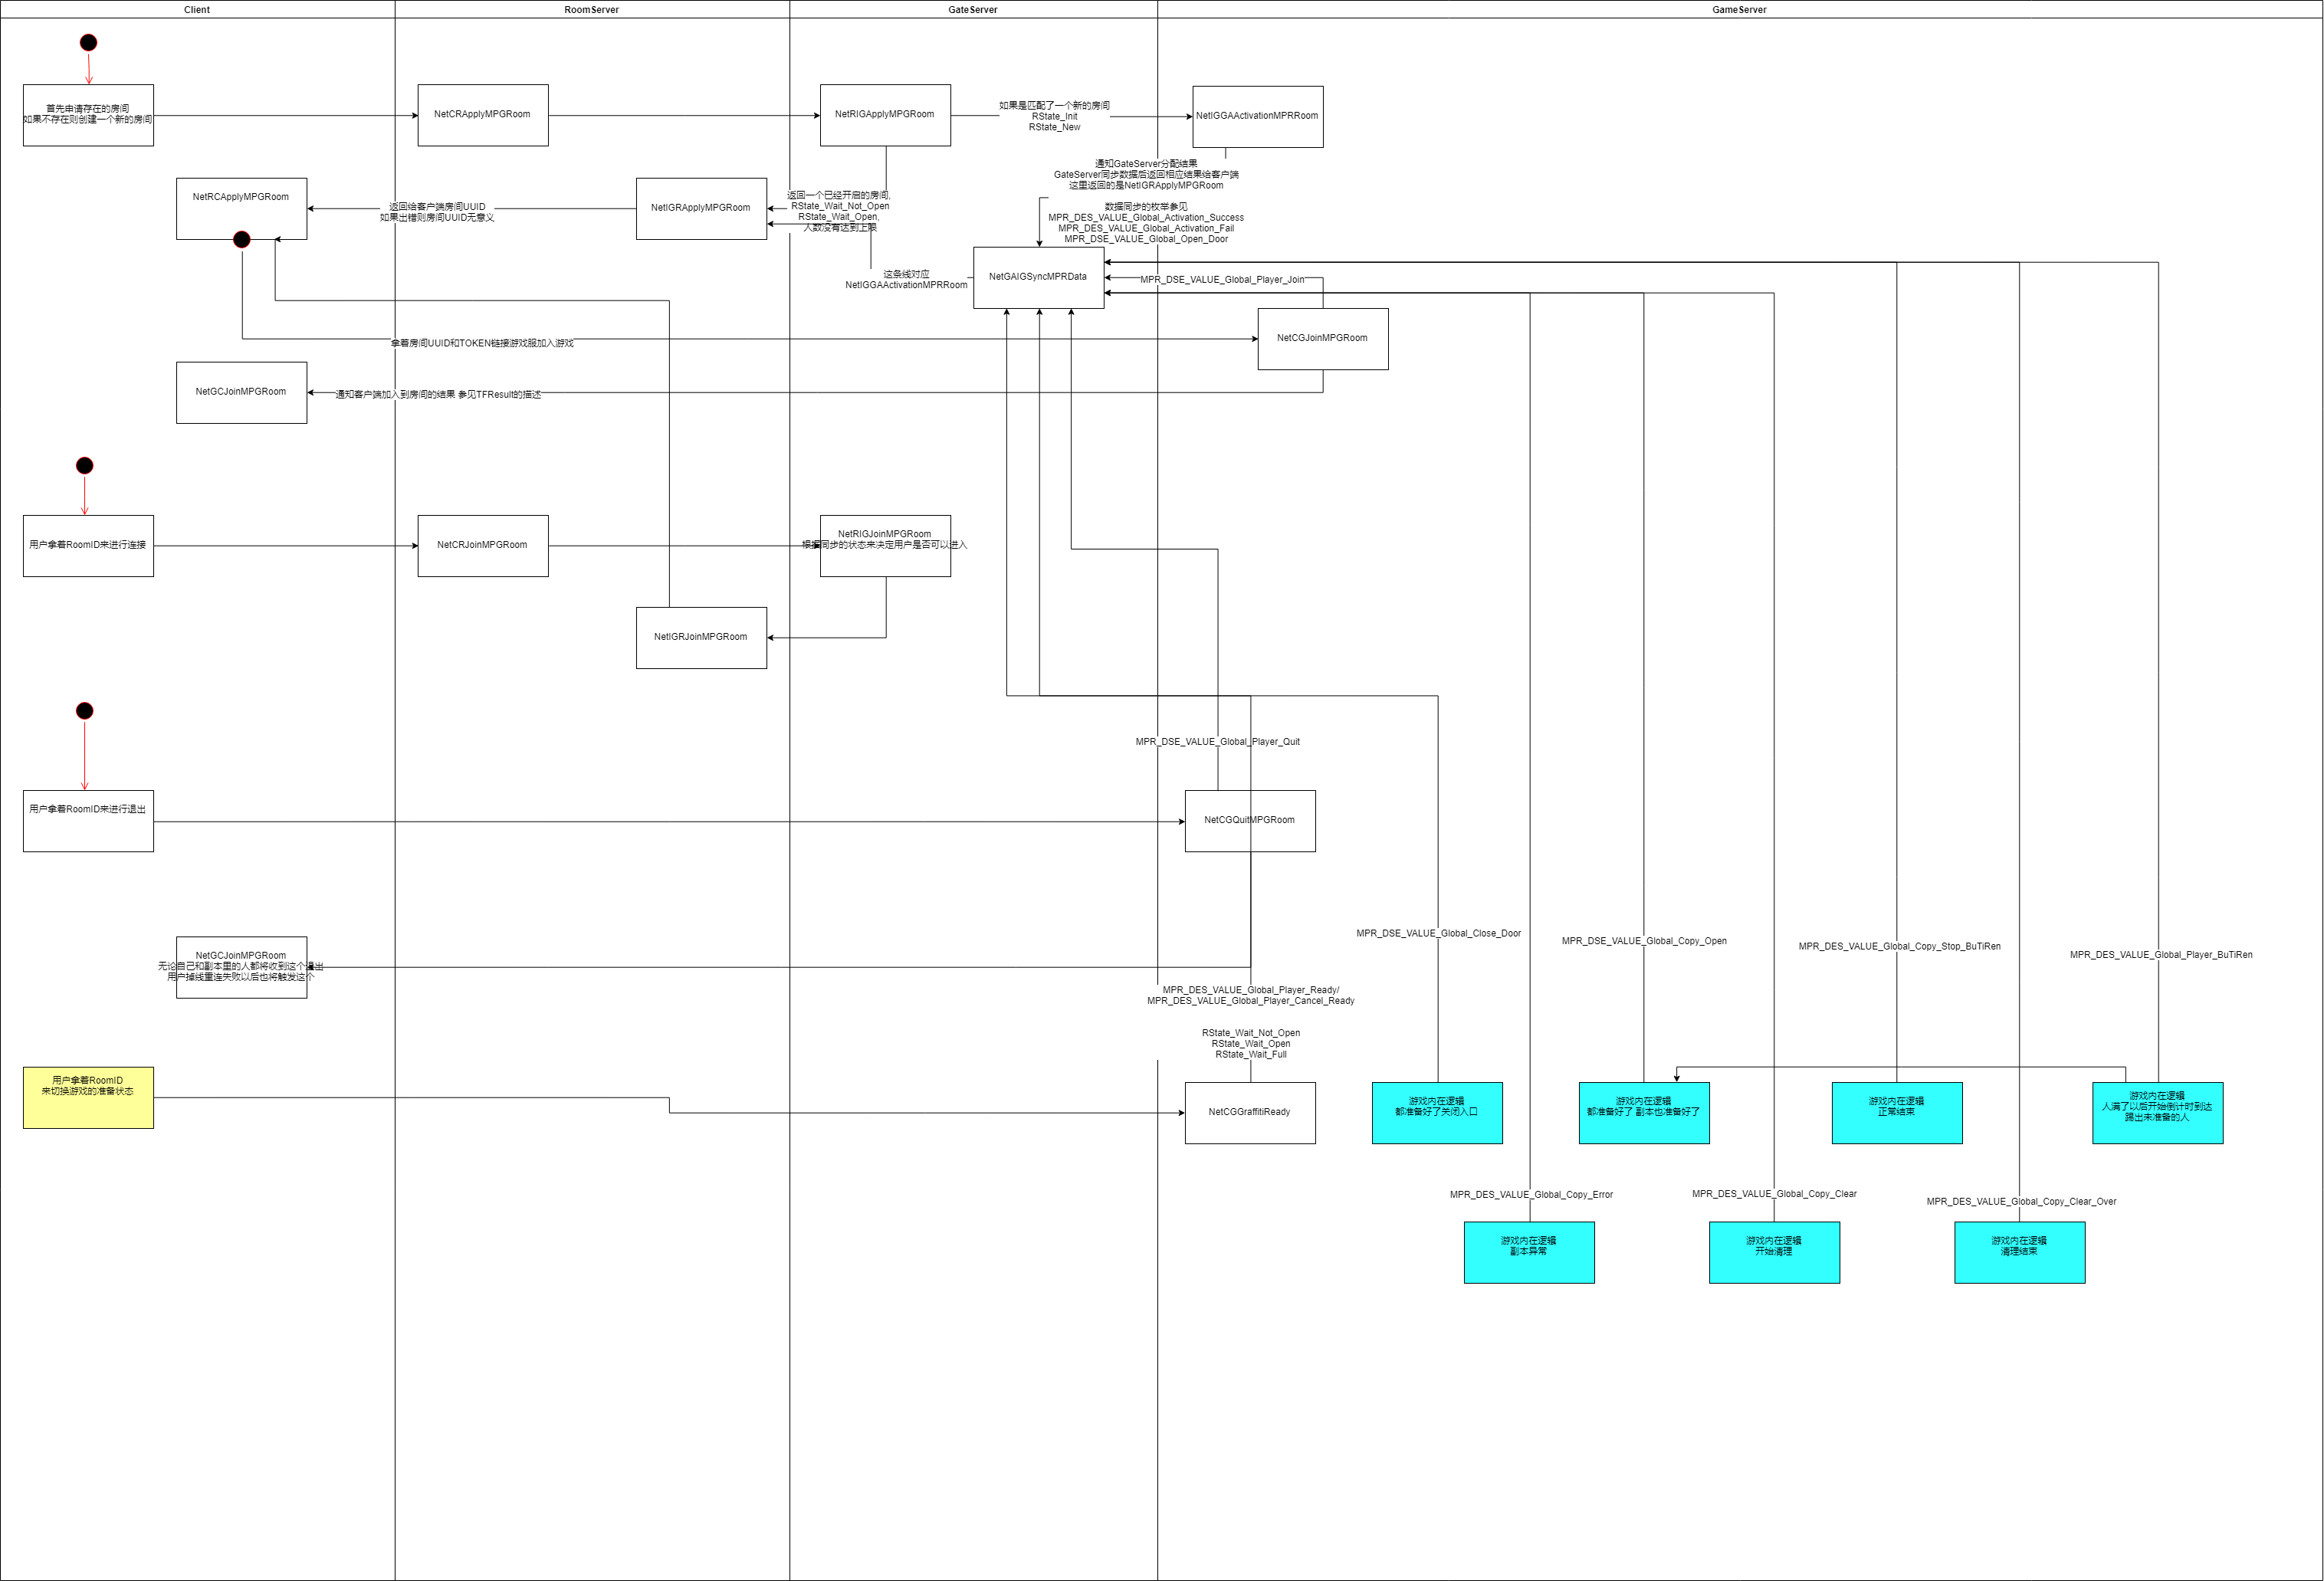 Client
RoomServer
GateServer
GameServer
首先申请存在的房间
如果不存在则创建一个新的房间
NetCRApplyMPGRoom
NetRIGApplyMPGRoom
如果是匹配了一个新的房间
RState_Init
RState_New
NetIGGAActivationMPRRoom
通知GateServer分配结果
GateServer同步数据后返回相应结果给客户端
这里返回的是NetIGRApplyMPGRoom
NetRCApplyMPGRoom
返回给客户端房间UUID
如果出错则房间UUID无意义
NetIGRApplyMPGRoom
返回一个已经开启的房间,
RState_Wait_Not_Open
RState_Wait_Open,
人数没有达到上限
数据同步的枚举参见
MPR_DES_VALUE_Global_Activation_Success
MPR_DES_VALUE_Global_Activation_Fail
MPR_DSE_VALUE_Global_Open_Door
这条线对应
NetIGGAActivationMPRRoom
NetGAIGSyncMPRData
MPR_DSE_VALUE_Global_Player_Join
拿着房间UUID和TOKEN链接游戏服加入游戏
NetCGJoinMPGRoom
NetGCJoinMPGRoom
通知客户端加入到房间的结果 参见TFResult的描述
用户拿着RoomID来进行连接
NetCRJoinMPGRoom
NetRIGJoinMPGRoom
根据同步的状态来决定用户是否可以进入
NetIGRJoinMPGRoom
MPR_DSE_VALUE_Global_Player_Quit
用户拿着RoomID来进行退出
NetCGQuitMPGRoom
NetGCJoinMPGRoom
无论自己和副本里的人都将收到这个退出
用户掉线重连失败以后也将触发这个
MPR_DSE_VALUE_Global_Close_Door
MPR_DSE_VALUE_Global_Copy_Open
MPR_DES_VALUE_Global_Copy_Stop_BuTiRen
MPR_DES_VALUE_Global_Player_BuTiRen
MPR_DES_VALUE_Global_Player_Ready/
MPR_DES_VALUE_Global_Player_Cancel_Ready
RState_Wait_Not_Open
RState_Wait_Open
RState_Wait_Full
用户拿着RoomID
来切换游戏的准备状态
NetCGGraffitiReady
游戏内在逻辑
都准备好了关闭入口
游戏内在逻辑
都准备好了 副本也准备好了
游戏内在逻辑
正常结束
游戏内在逻辑
人满了以后开始倒计时到达
踢出未准备的人
MPR_DES_VALUE_Global_Copy_Error
MPR_DES_VALUE_Global_Copy_Clear
MPR_DES_VALUE_Global_Copy_Clear_Over
游戏内在逻辑
副本异常
游戏内在逻辑
开始清理
游戏内在逻辑
清理结束